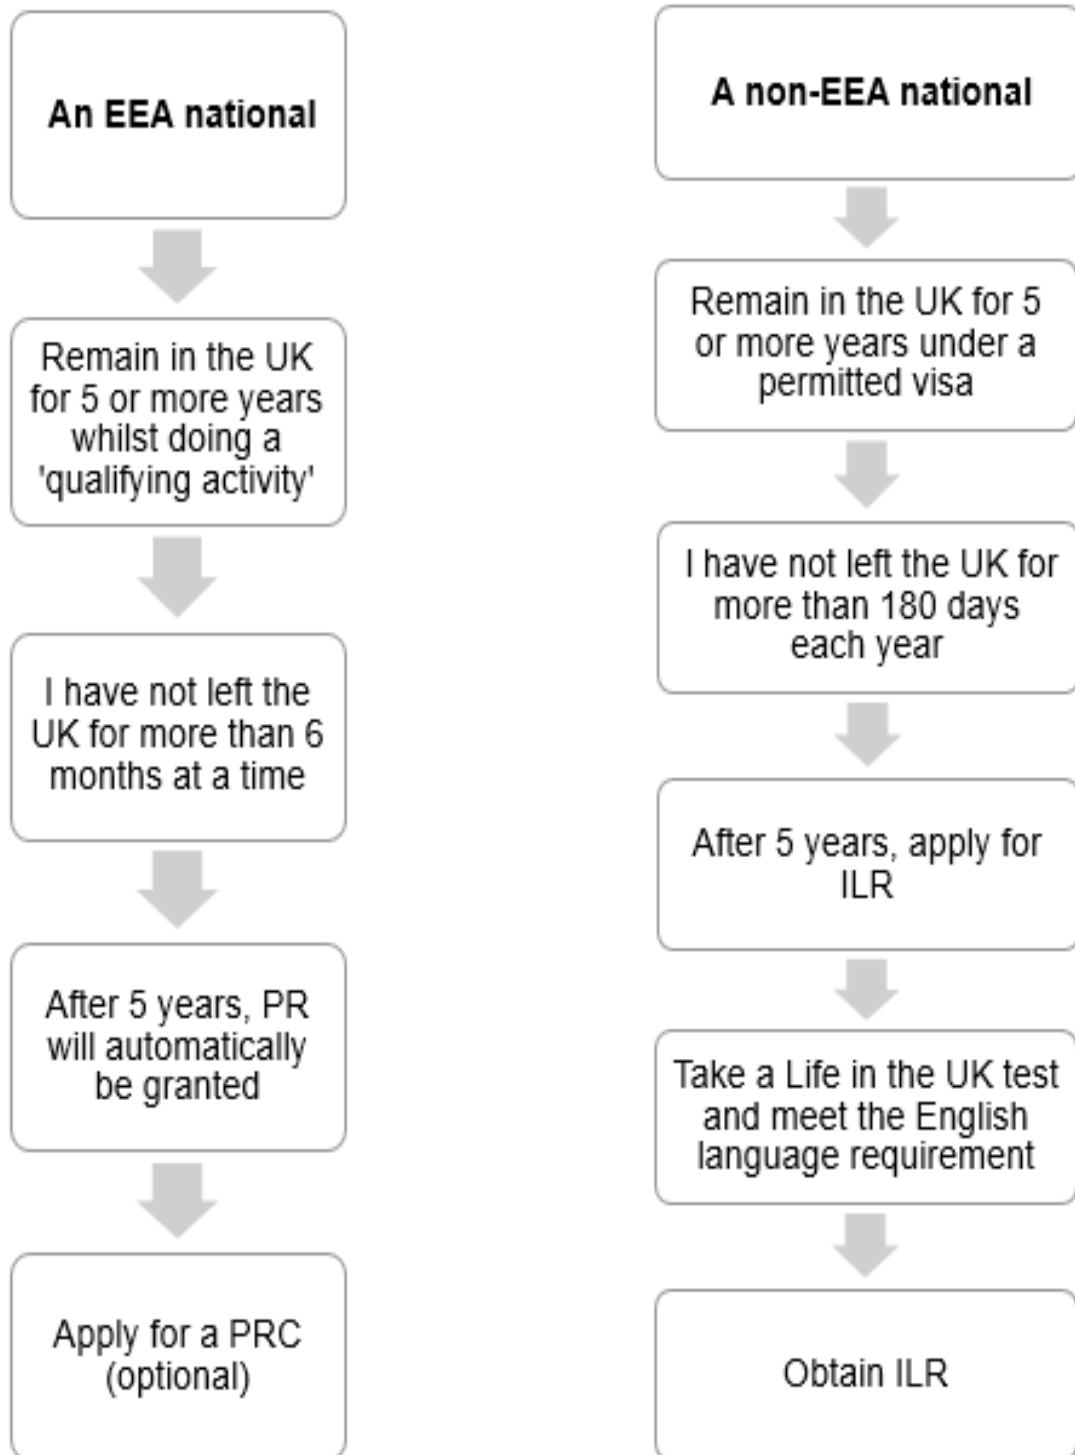 An EEA national
Remain in the UK
for 5 or more years
whilst doing a
'qualifying activity'
I have not left the
UK for more than 6
months at a time
After 5 years, PR
will automatically
be granted
Apply for a PRC
(optional)
A non-EEA national
Remain in the UK for 5
or more years under a
permitted visa
I have not left the UK for
more than 180 days
each year
After 5 years, apply for
ILR
Take a Life in the UK test
and meet the English
language requirement
Obtain ILR